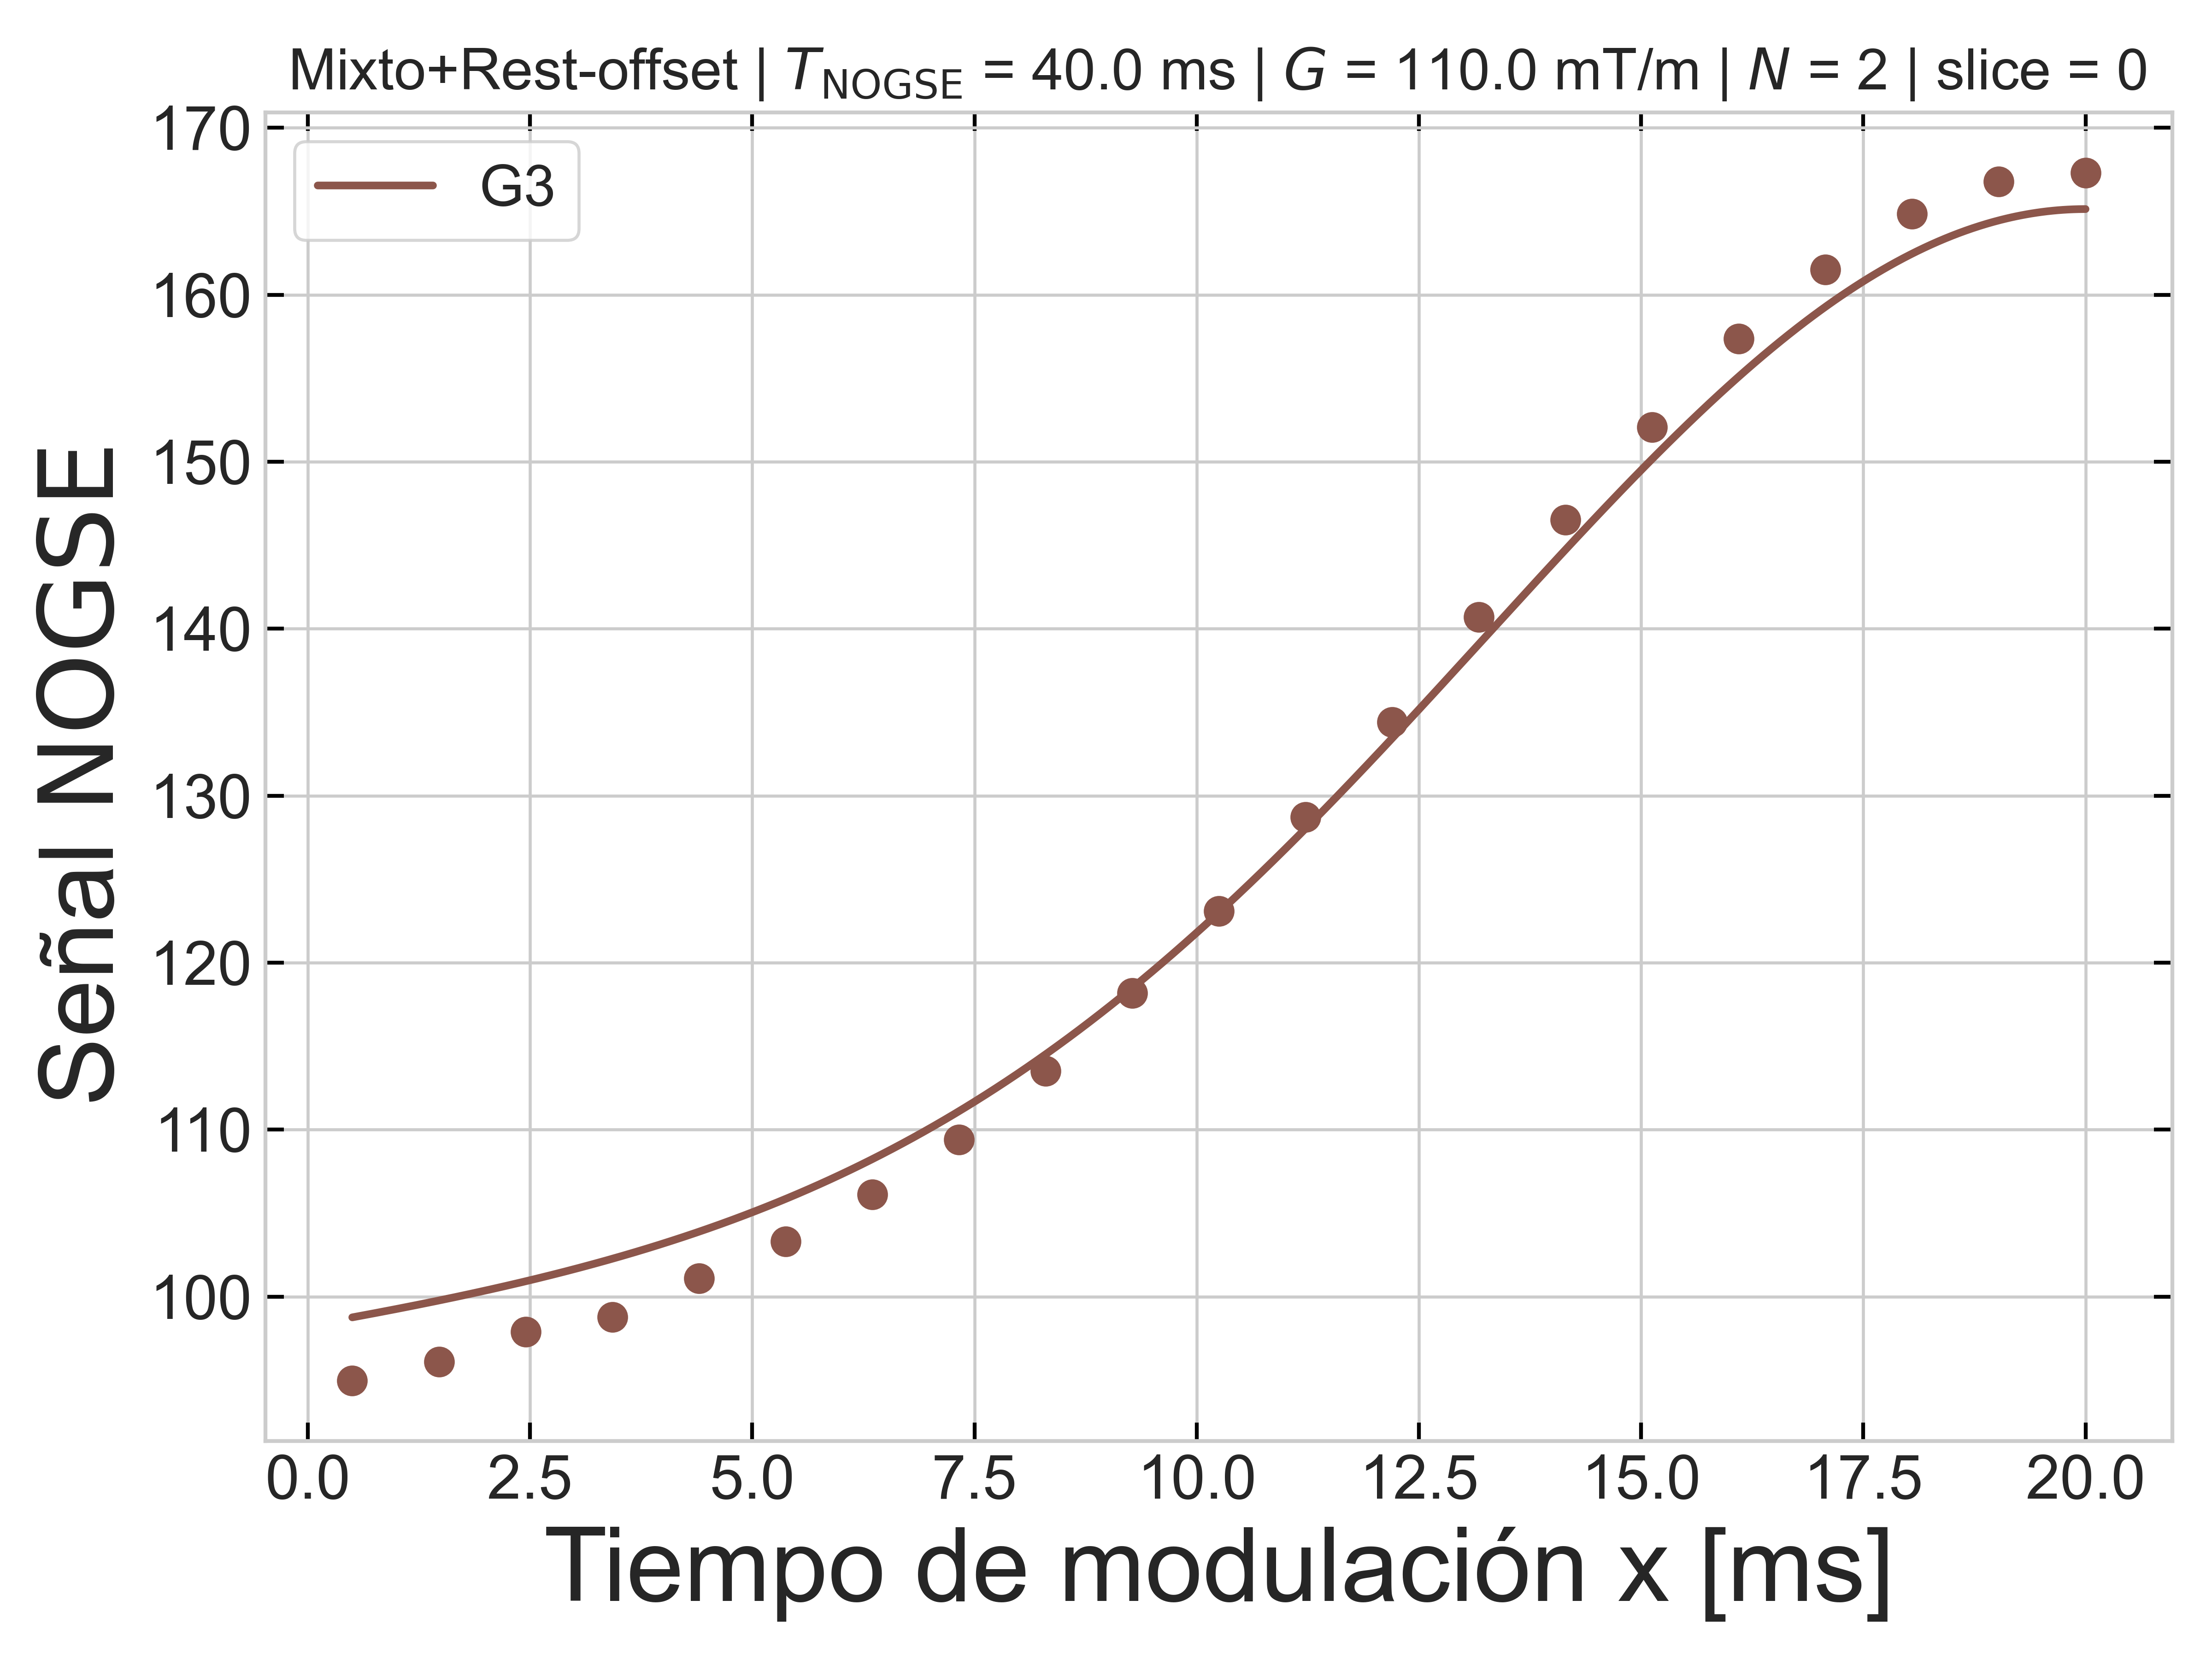 Mixto+Rest-offset | T_NOGSE = 40.0 ms | G = 110.0 mT/m | N = 2 | slice = 0
G3
170
160
150
140
130
120
110
100
Señal NOGSE
0.0 2.5 5.0 7.5 10.0 12.5 15.0 17.5 20.0
Tiempo de modulación x [ms]